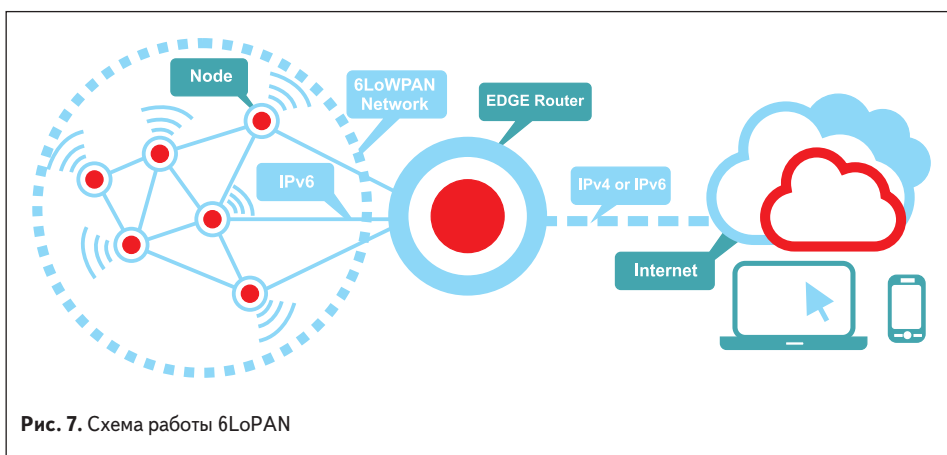 Node
6LoWPAN
Network
EDGE Router
IPv6
IPv4 or IPv6
Internet
Рис. 7. Схема работы 6LoPAN